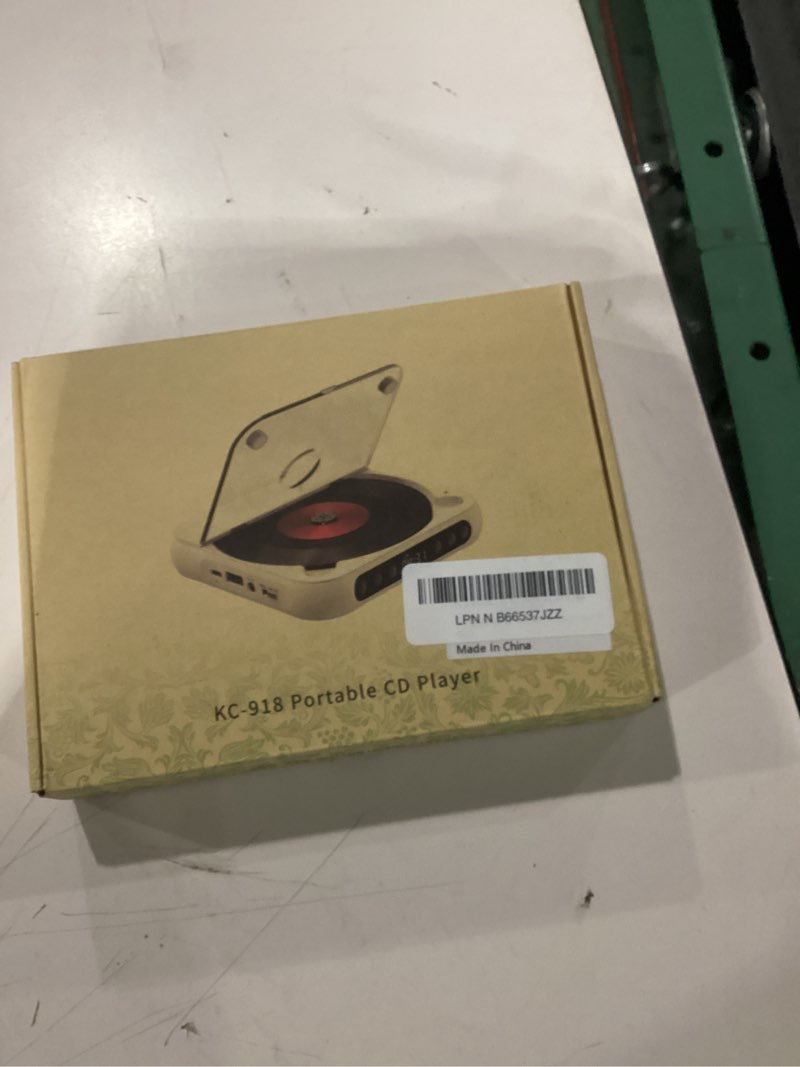 LPN N B66537JZZ
Made In China
KC-918 Portable CD Player